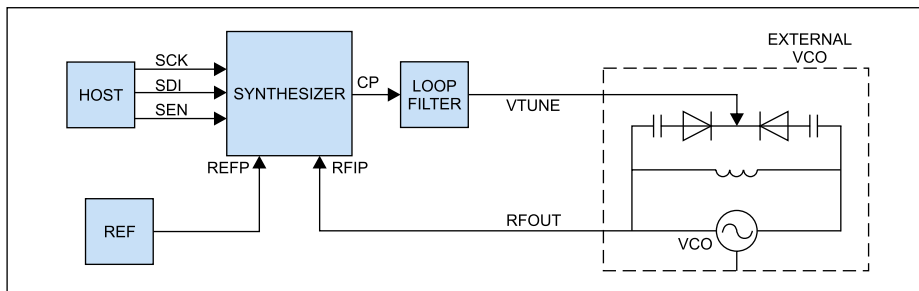 EXTERNAL
VCO
SCK
HOST
SDI
SEN
SYNTHESIZER
CP
LOOP
FILTER
VTUNE
REFP
RFIP
REF
RFOUT
VCO